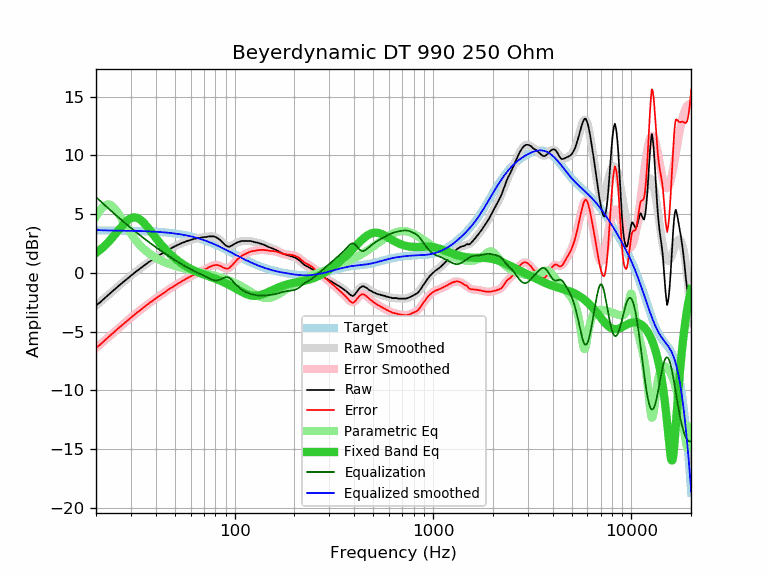 Beyerdynamic DT 990 250 Ohm
Amplitude (dBr)
15
10
5
0
−5
−10
−15
−20
Target
Raw Smoothed
Error Smoothed
Raw
Error
Parametric Eq
Fixed Band Eq
Equalization
Equalized smoothed
100
1000
10000
Frequency (Hz)